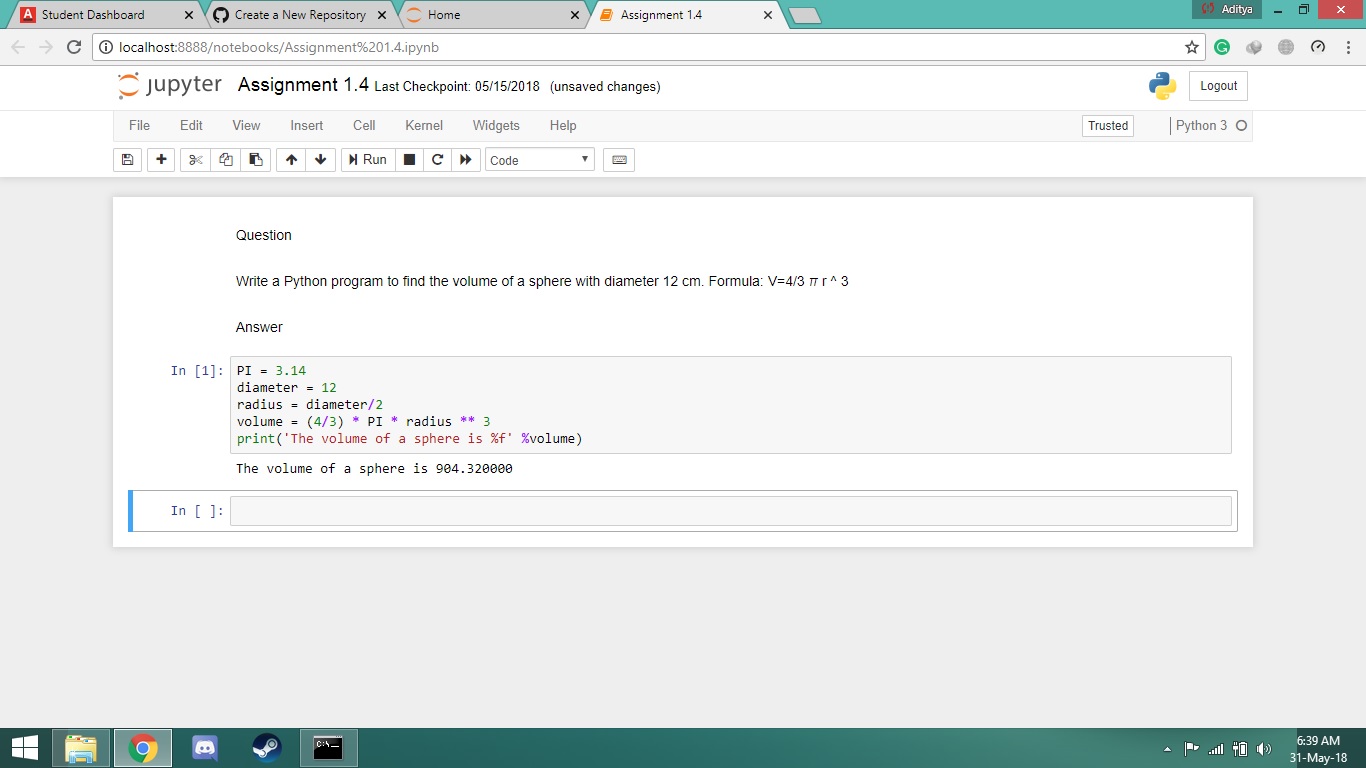 Student Dashboard
Create a New Repository
Home
Assignment 1.4
Aditya
localhost:8888/notebooks/Assignment%201.4.ipynb
jupyter Assignment 1.4 Last Checkpoint: 05/15/2018 (unsaved changes)
Logout
File Edit View Insert Cell Kernel Widgets Help
Trusted
Python 3
Run
Code
Question
Write a Python program to find the volume of a sphere with diameter 12 cm. Formula: V=4/3 π r ^ 3
Answer
In [1]:
PI = 3.14
diameter = 12
radius = diameter/2
volume = (4/3) * PI * radius ** 3
print('The volume of a sphere is %f' %volume)
The volume of a sphere is 904.320000
In [ ]:
C:\
6:39 AM
31-May-18